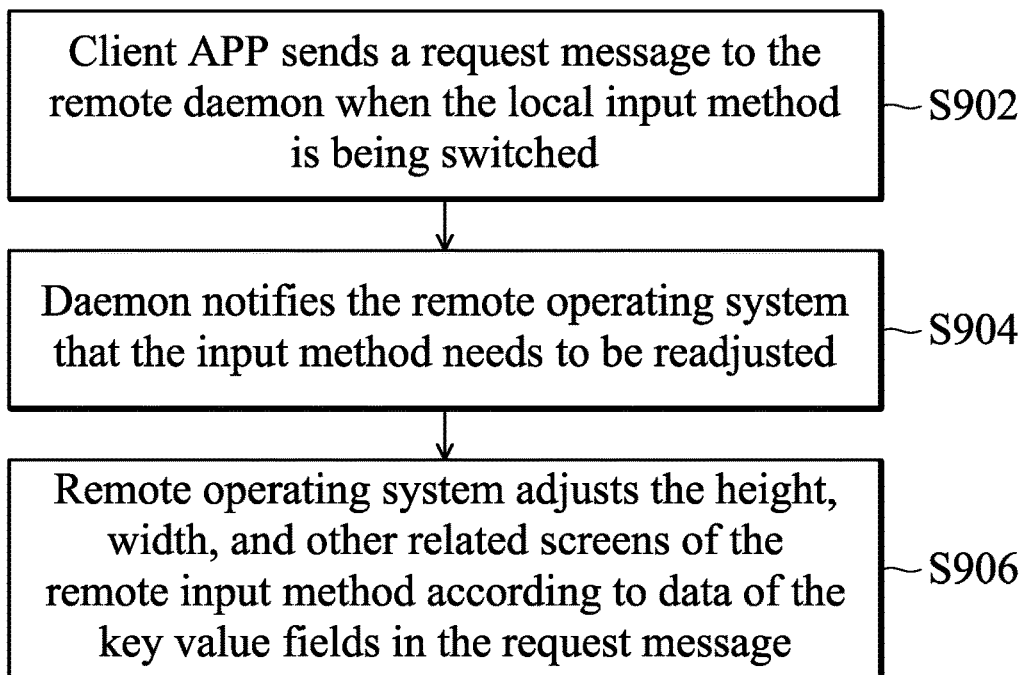 Client APP sends a request message to the
remote daemon when the local input method
is being switched
S902
Daemon notifies the remote operating system
that the input method needs to be readjusted
S904
Remote operating system adjusts the height,
width, and other related screens of the
remote input method according to data of the
key value fields in the request message
S906